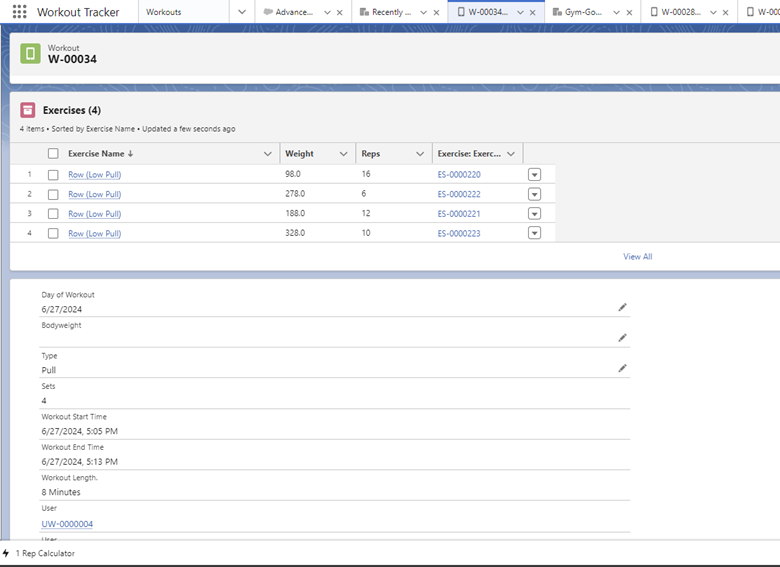 Workout Tracker Workouts Advance... Recently ... W-00034... Gym-Go... W-00028... W-00
Workout
W-00034
Exercises (4)
4 items • Sorted by Exercise Name • Updated a few seconds ago
Exercise Name ↓ Weight Reps Exercise: Exerc...
1 Row (Low Pull) 98.0 16 ES-0000220
2 Row (Low Pull) 278.0 6 ES-0000222
3 Row (Low Pull) 188.0 12 ES-0000221
4 Row (Low Pull) 328.0 10 ES-0000223
View All
Day of Workout
6/27/2024
Bodyweight
Type
Pull
Sets
4
Workout Start Time
6/27/2024, 5:05 PM
Workout End Time
6/27/2024, 5:13 PM
Workout Length.
8 Minutes
User
UW-0000004
User
1 Rep Calculator